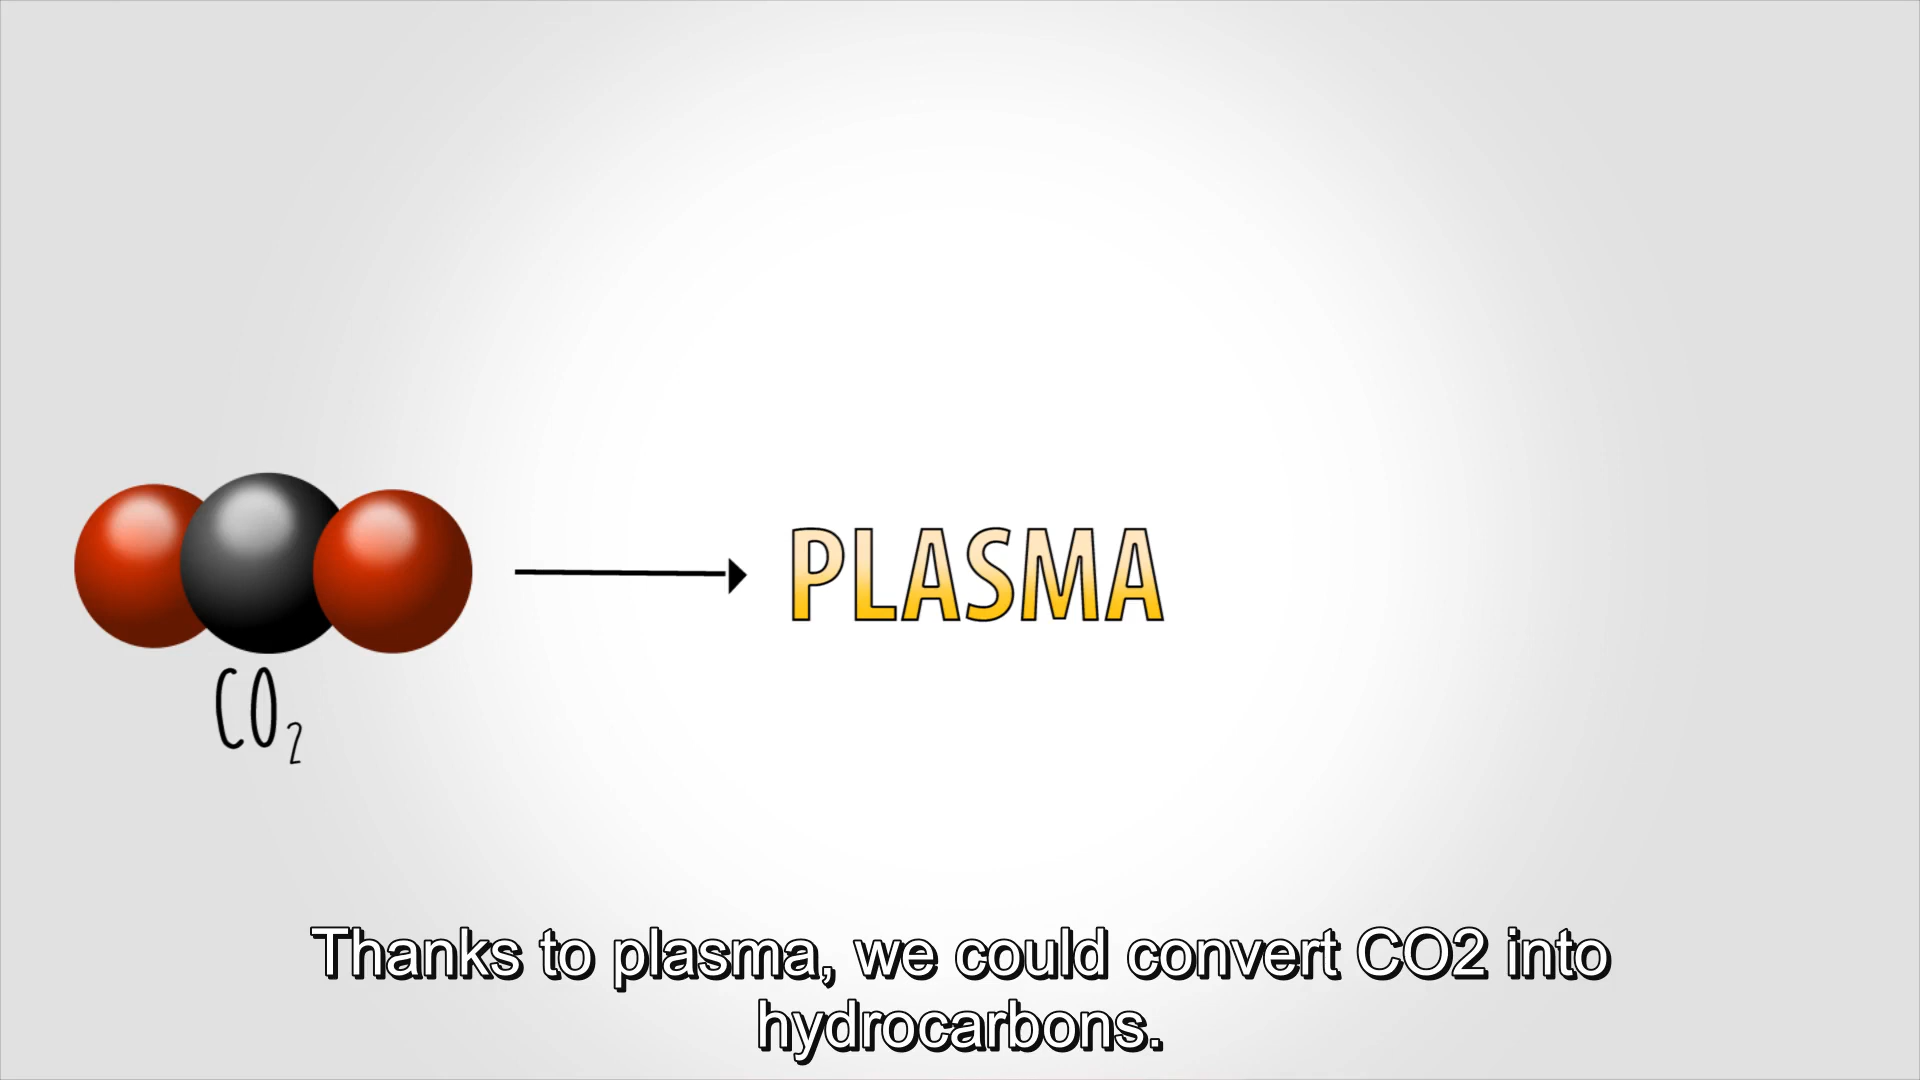 PLASMA
CO₂
Thanks to plasma, we could convert CO2 into
hydrocarbons.